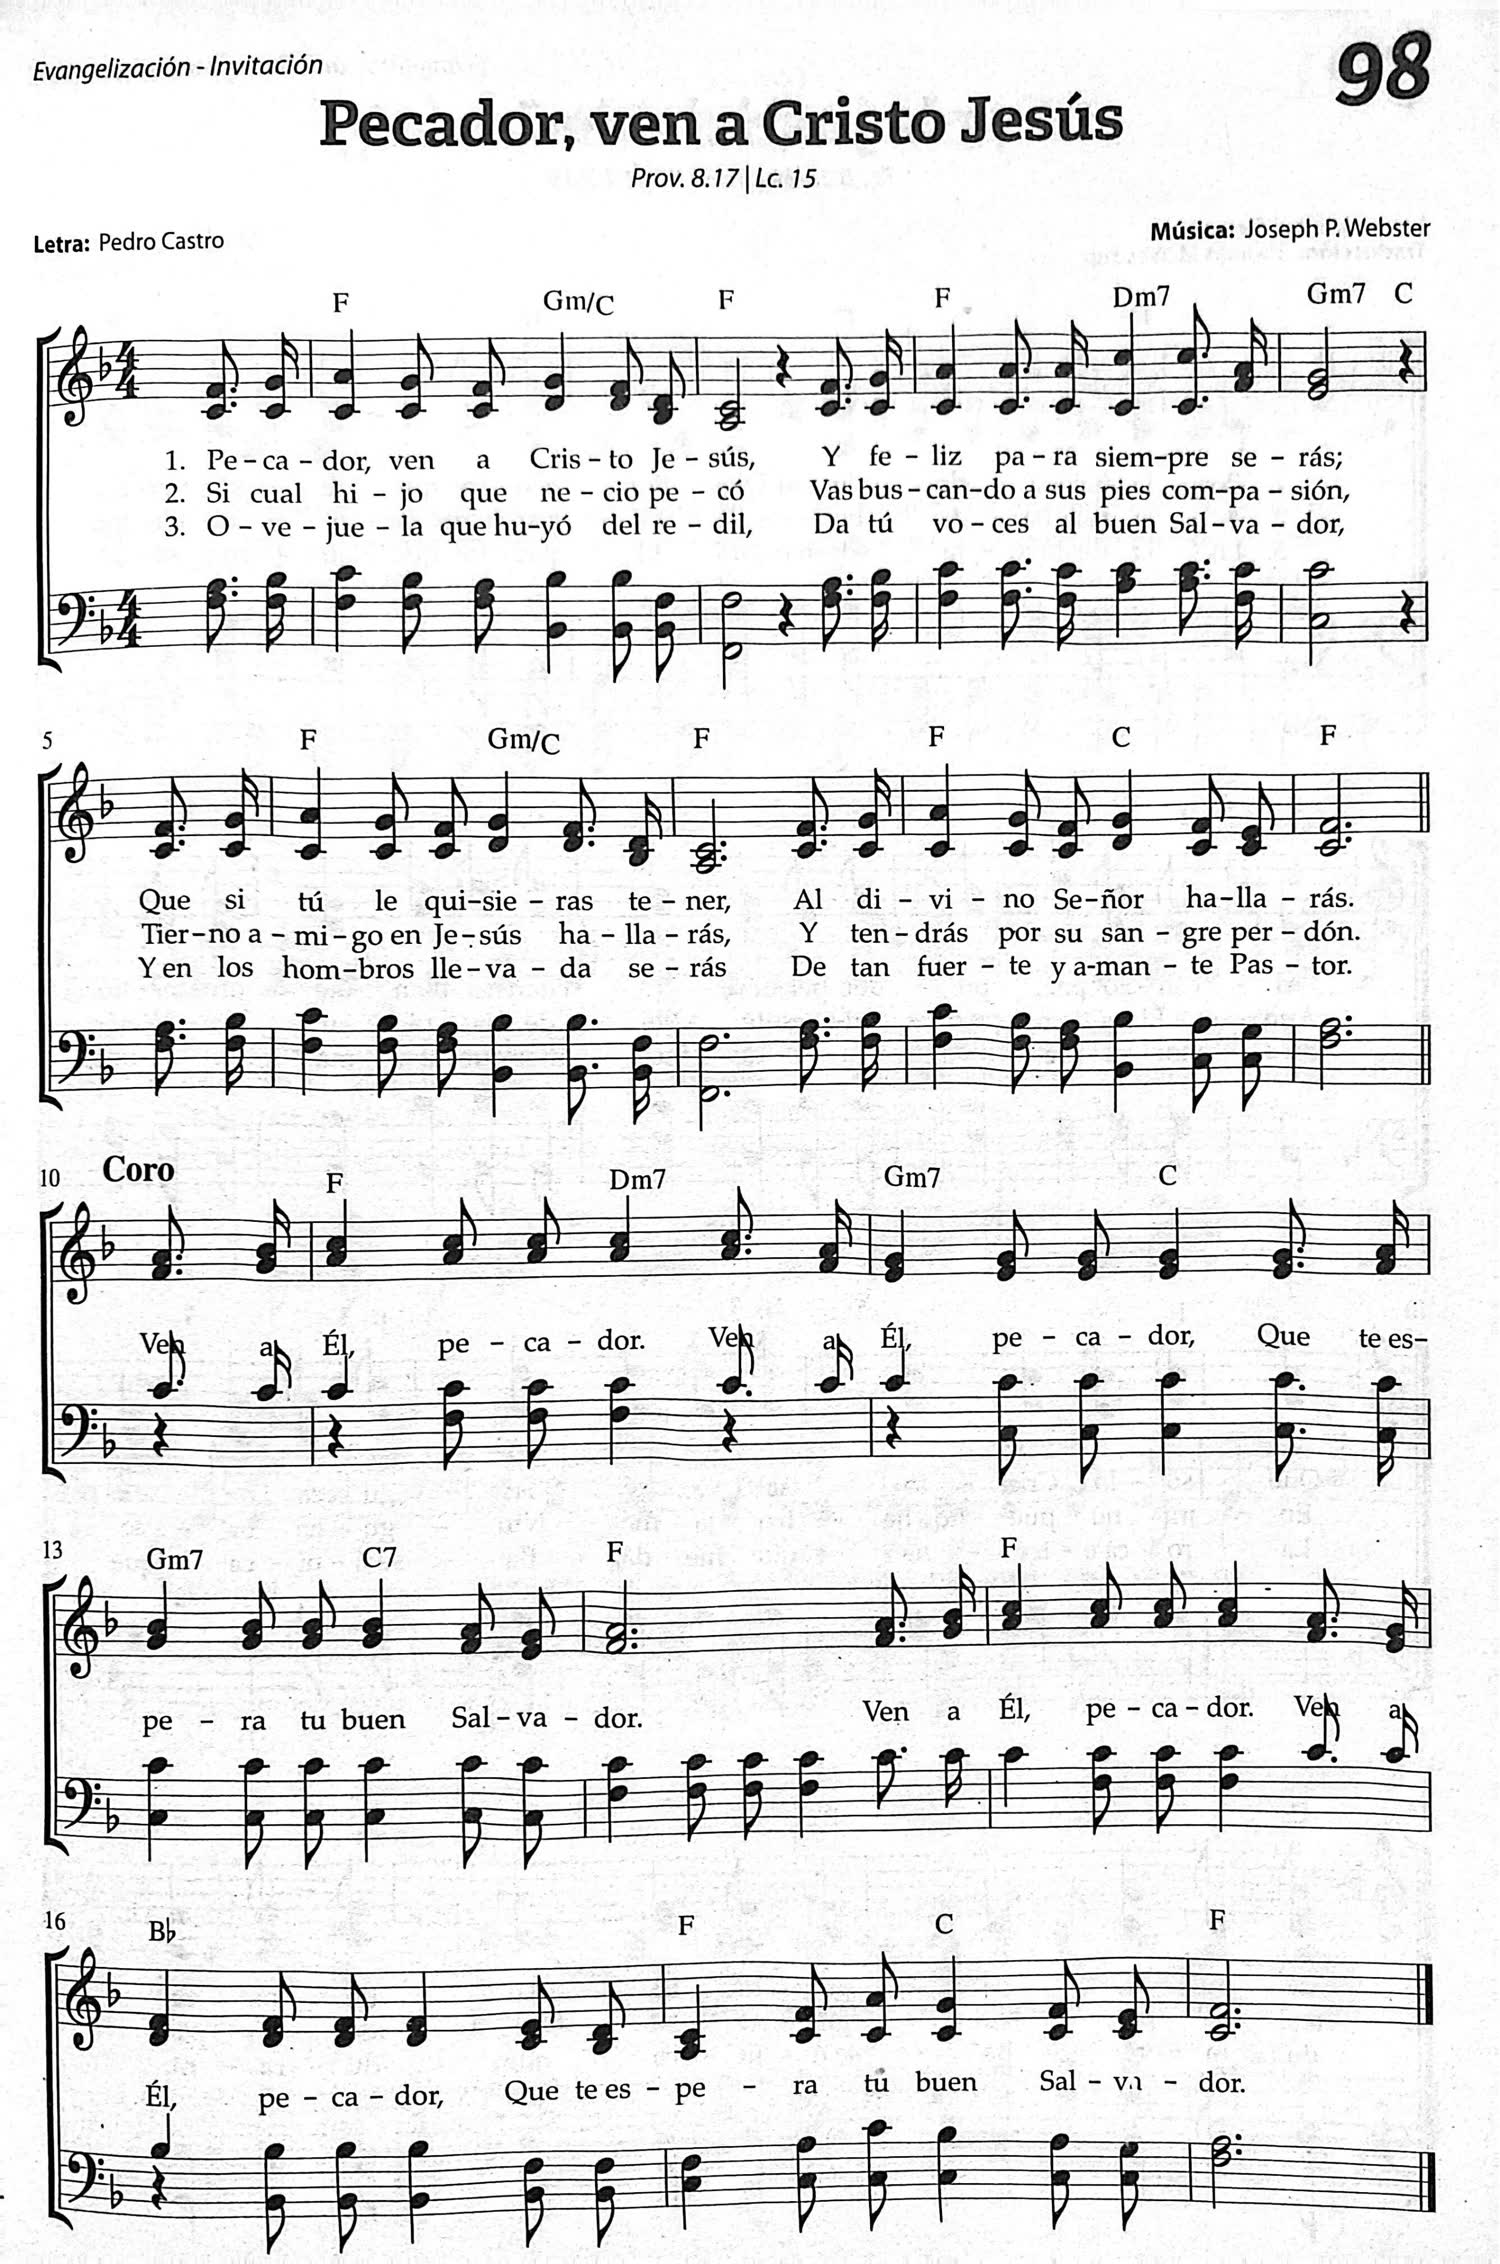 98
Evangelización - Invitación
Pecador, ven a Cristo Jesús
Prov. 8.17 | Lc. 15
Letra: Pedro Castro
Música: Joseph P. Webster
F Gm/C F F Dm7 Gm7 C
1. Pe-ca-dor, ven a Cris-to Je-sús, Y fe-liz pa-ra siem-pre se-rás;
2. Si cual hi-jo que ne-cio pe-có Vas bus-can-do a sus pies com-pa-sión,
3. O-ve-jue-la que hu-yó del re-dil, Da tú vo-ces al buen Sal-va-dor,
5
F Gm/C F F C F
Que si tú le qui-sie-ras te-ner, Al di-vi-no Se-ñor ha-lla-rás.
Tier-no a-mi-go en Je-sús ha-lla-rás, Y ten-drás por su san-gre per-dón.
Y en los hom-bros lle-va-da se-rás De tan fuer-te y a-man-te Pas-tor.
10 Coro
F Dm7 Gm7 C
Ven a Él, pe-ca-dor. Ven a Él, pe-ca-dor, Que te es-
13
Gm7 C7 F F
pe-ra tu buen Sal-va-dor. Ven a Él, pe-ca-dor. Ven a
16
B♭ F C F
Él, pe-ca-dor, Que te es-pe-ra tu buen Sal-va-dor.